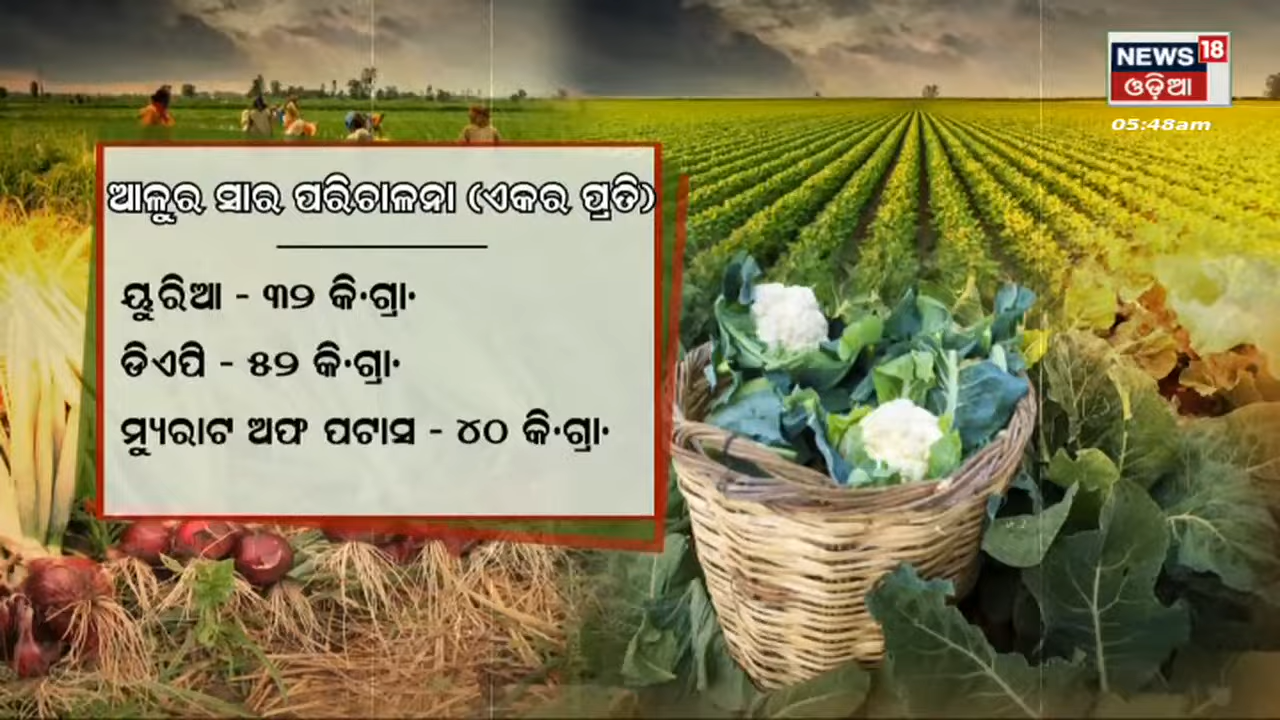 NEWS 18
ଓଡ଼ିଆ
05:48am
ଆଳୁର ସାର ପରିଚାଳନା (ଏକର ପ୍ରତି)
ୟୁରିଆ - ୩୨ କି.ଗ୍ରା.
ଡିଏପି - ୫୨ କି.ଗ୍ରା.
ମ୍ୟୁରାଟ ଅଫ ପଟାସ - ୪୦ କି.ଗ୍ରା.